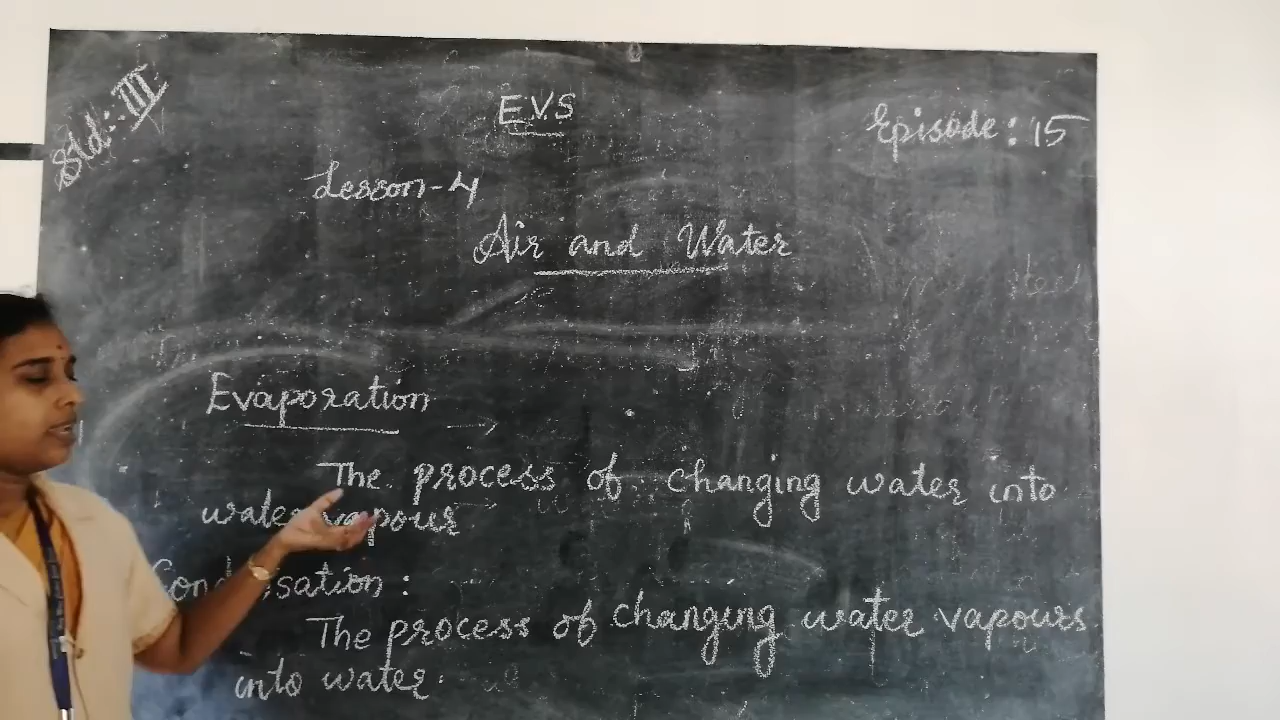 Std:- III
E.V.S
Episode: 15
Lesson-4
Air and Water
Evaporation →
The process of changing water into
water vapour
Condensation :
The process of changing water vapours
into water.